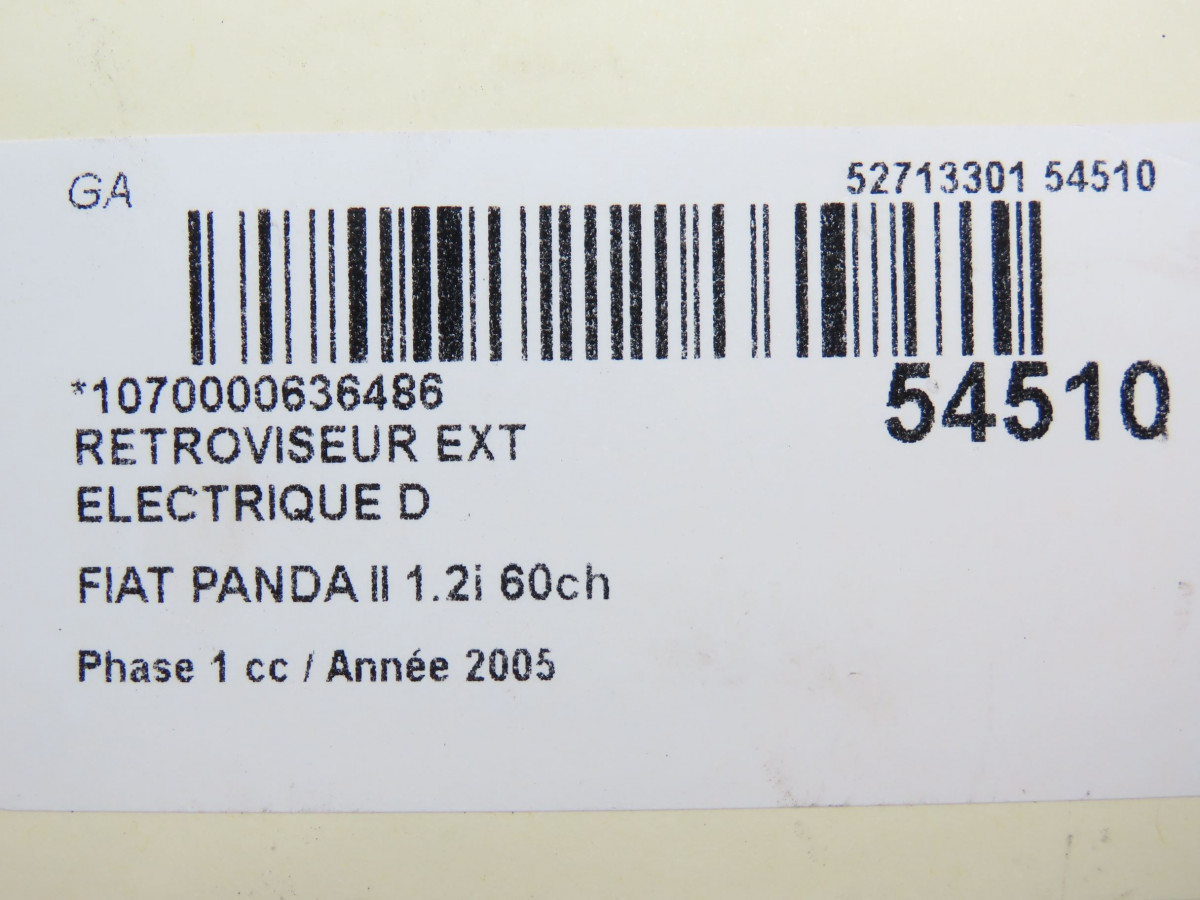 GA
52713301 54510
*1070000636486
54510
RETROVISEUR EXT
ELECTRIQUE D
FIAT PANDA II 1.2i 60ch
Phase 1 cc / Année 2005